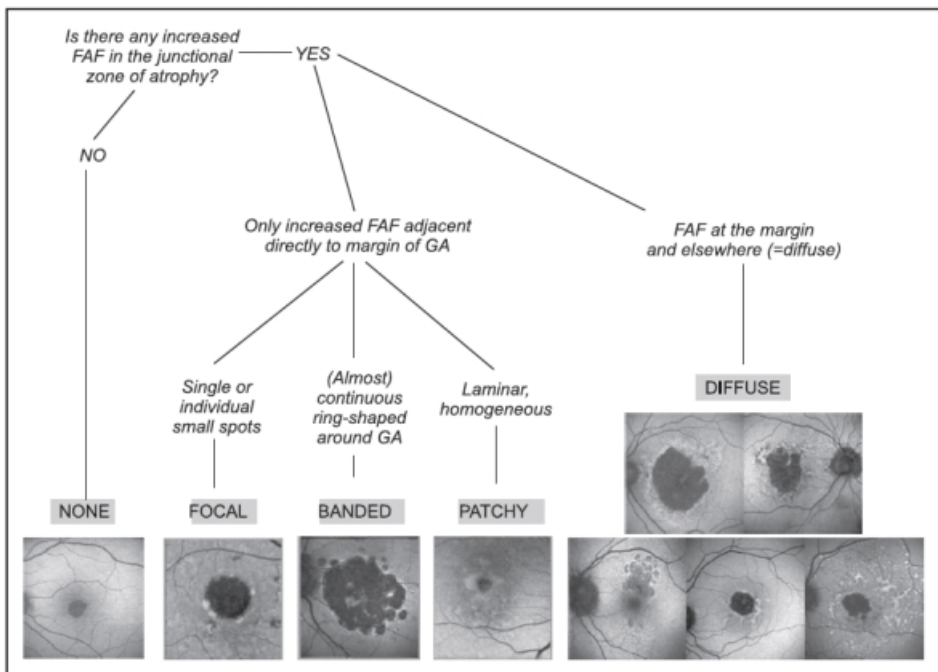 Is there any increased
FAF in the junctional
zone of atrophy?
YES
NO
Only increased FAF adjacent
directly to margin of GA
FAF at the margin
and elsewhere (=diffuse)
Single or
individual
small spots
(Almost)
continuous
ring-shaped
around GA
Laminar,
homogeneous
DIFFUSE
NONE
FOCAL
BANDED
PATCHY